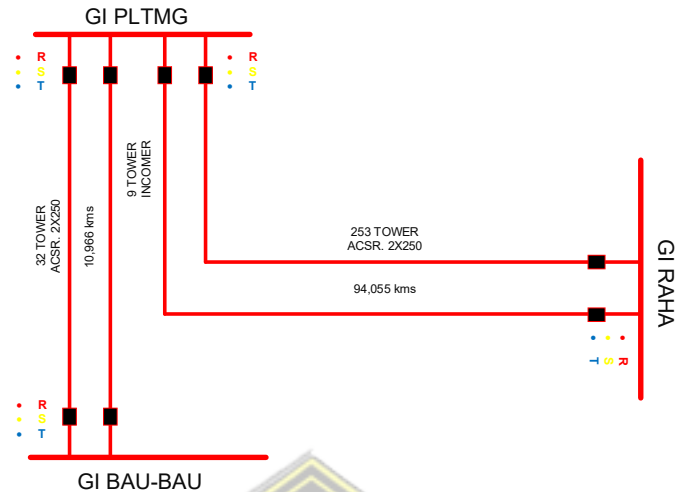 GI PLTMG
R
S
T
R
S
T
32 TOWER
ACSR. 2X250
10,966 kms
9 TOWER
INCOMER
253 TOWER
ACSR. 2X250
94,055 kms
GI RAHA
R
S
T
R
S
T
GI BAU-BAU